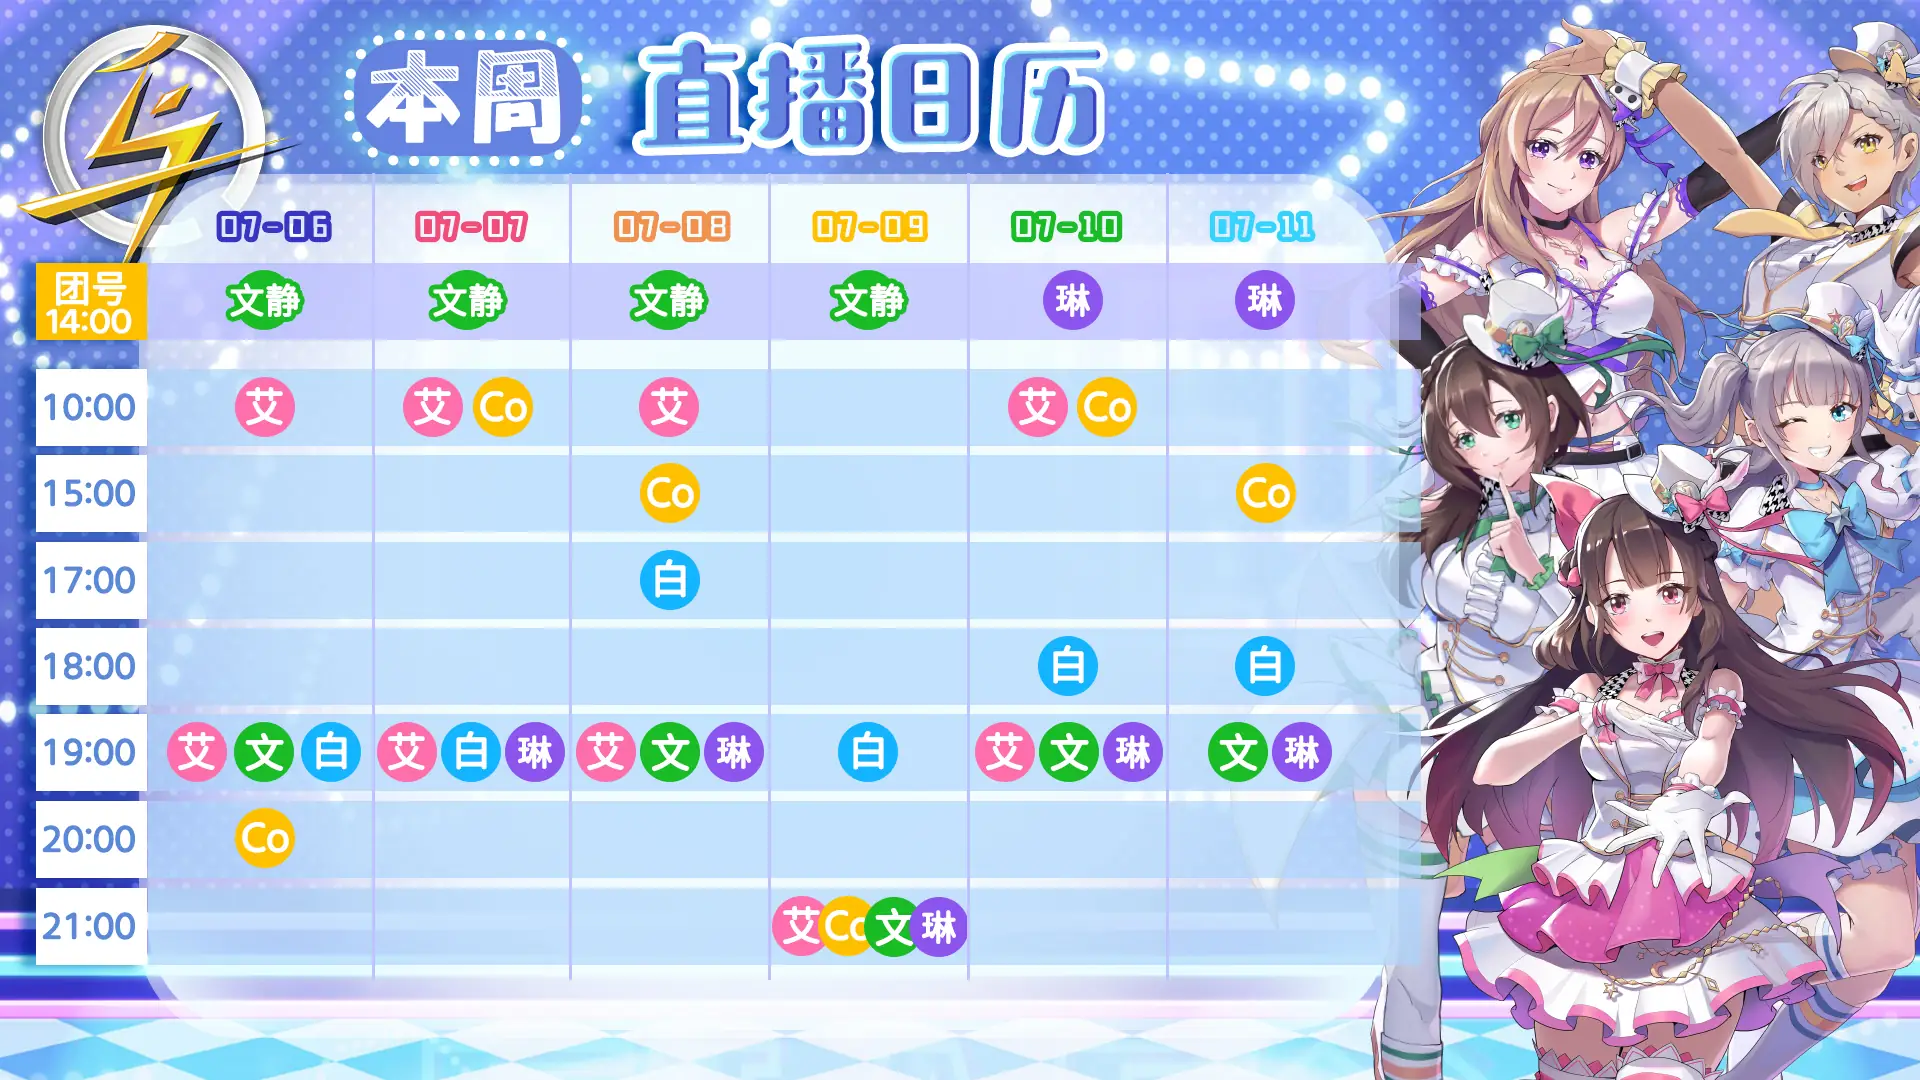 本周 直播日历
07-06 07-07 07-08 07-09 07-10 07-11
团号
14:00
文静 文静 文静 文静 琳 琳
10:00 艾 艾 Co 艾 艾 Co
15:00 Co Co
17:00 白
18:00 白 白
19:00 艾 文 白 艾 白 琳 艾 文 琳 白 艾 文 琳 文 琳
20:00 Co
21:00 艾 Co 文 琳